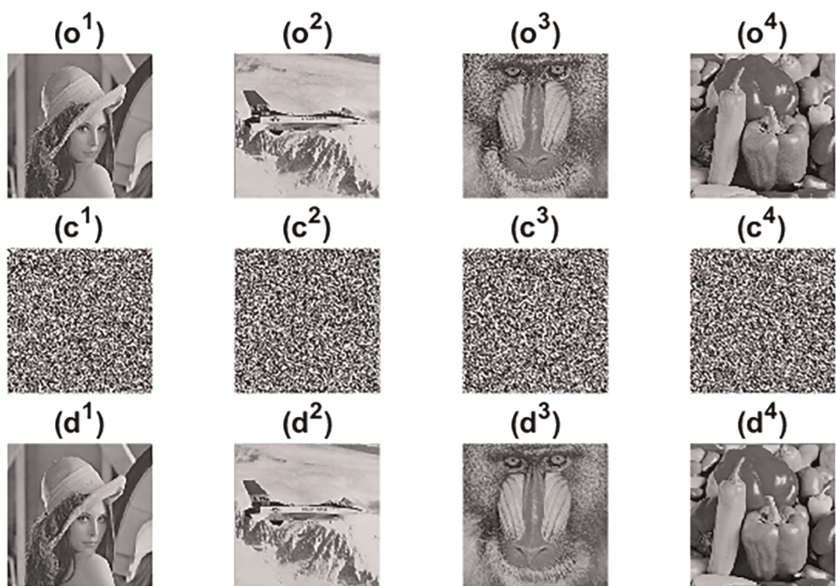 (o¹) (o²) (o³) (o⁴)
(c¹) (c²) (c³) (c⁴)
(d¹) (d²) (d³) (d⁴)